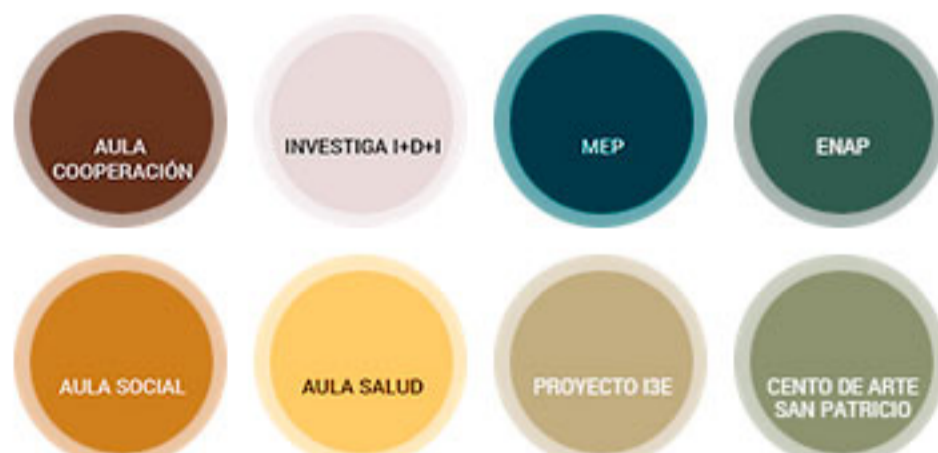 AULA
COOPERACIÓN
INVESTIGA I+D+I
MEP
ENAP
AULA SOCIAL
AULA SALUD
PROYECTO I3E
CENTO DE ARTE
SAN PATRICIO